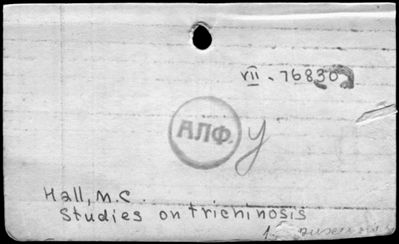 vii - 76830
АЛФ. y
Hall, M.C.
Studies on trichinosis